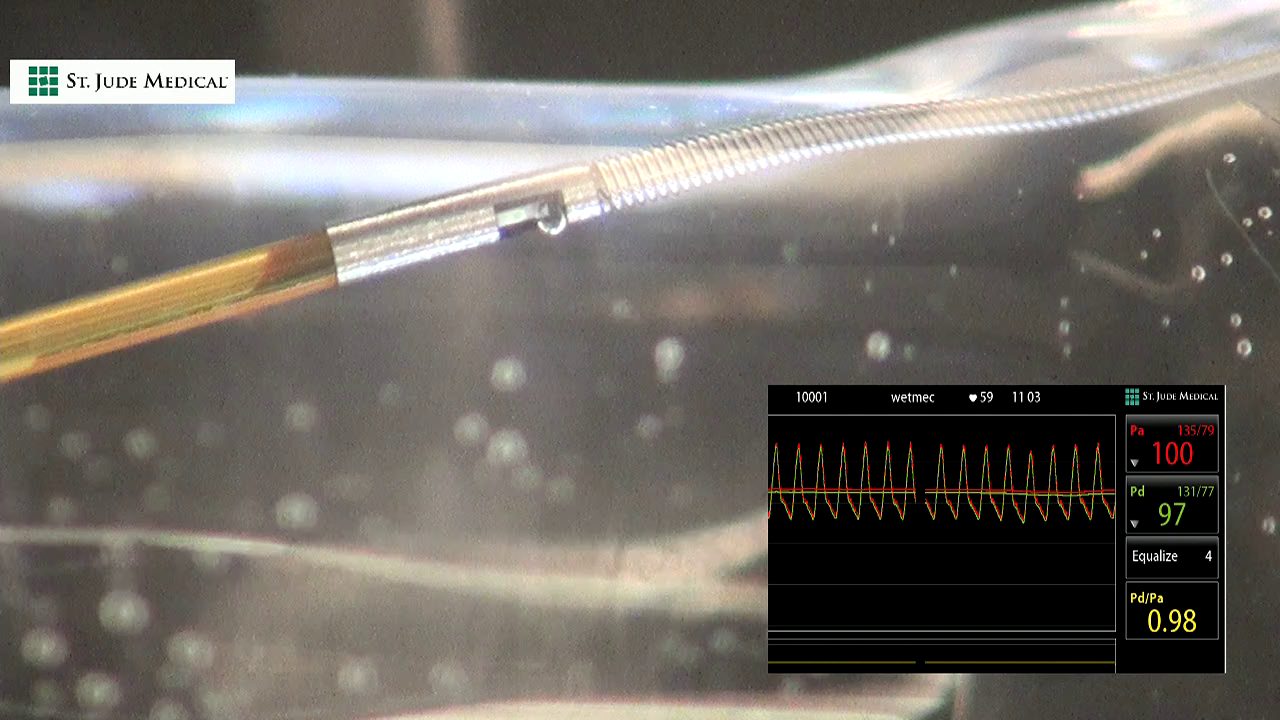 St. Jude Medical
10001 wetmec 59 11 03 St. Jude Medical
Pa 135/79
100
Pd 131/77
97
Equalize 4
Pd/Pa
0.98